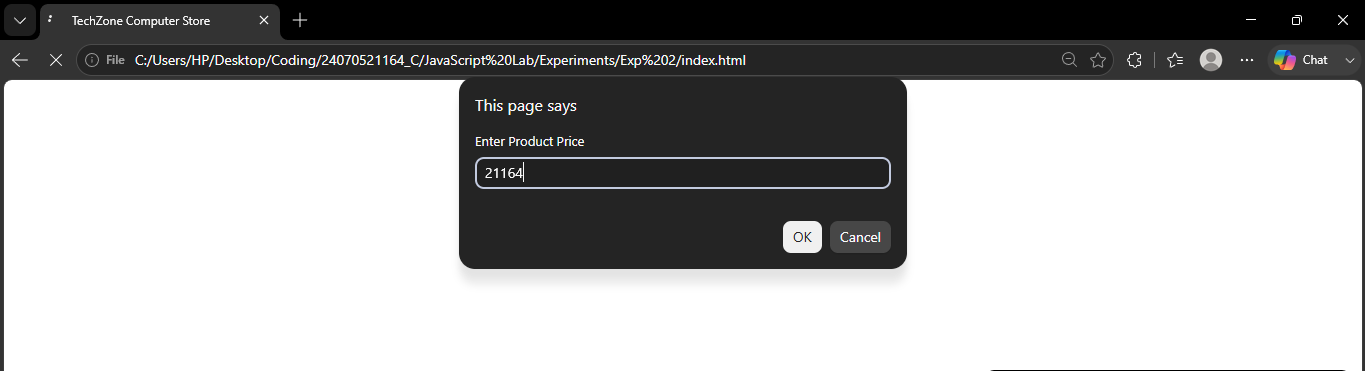 TechZone Computer Store
File C:/Users/HP/Desktop/Coding/24070521164_C/JavaScript%20Lab/Experiments/Exp%202/index.html
Chat
This page says
Enter Product Price
21164
OK Cancel